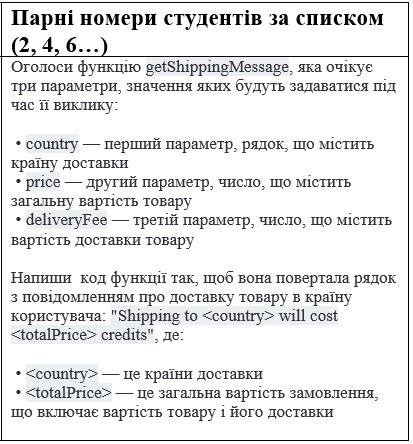 Парні номери студентів за списком
(2, 4, 6…)
Оголоси функцію getShippingMessage, яка очікує
три параметри, значення яких будуть задаватися під
час її виклику:
• country — перший параметр, рядок, що містить
країну доставки
• price — другий параметр, число, що містить
загальну вартість товару
• deliveryFee — третій параметр, число, що містить
вартість доставки товару
Напиши код функції так, щоб вона повертала рядок
з повідомленням про доставку товару в країну
користувача: "Shipping to <country> will cost
<totalPrice> credits", де:
• <country> — це країни доставки
• <totalPrice> — це загальна вартість замовлення,
що включає вартість товару і його доставки